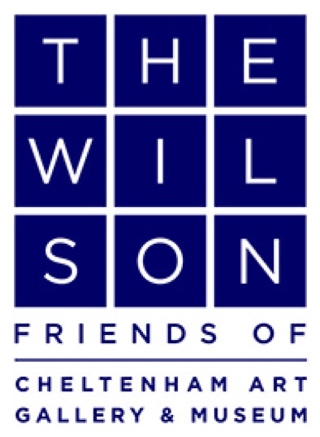 THE
WIL
SON
FRIENDS OF
CHELTENHAM ART
GALLERY & MUSEUM